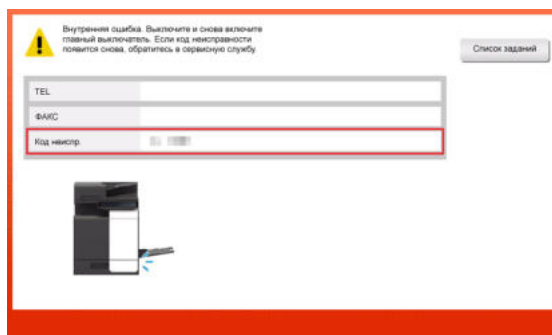 Внутренняя ошибка. Выключите и снова включите
главный выключатель. Если код неисправности
появится снова, обратитесь в сервисную службу.
Список заданий
TEL
ФАКС
Код неиспр.